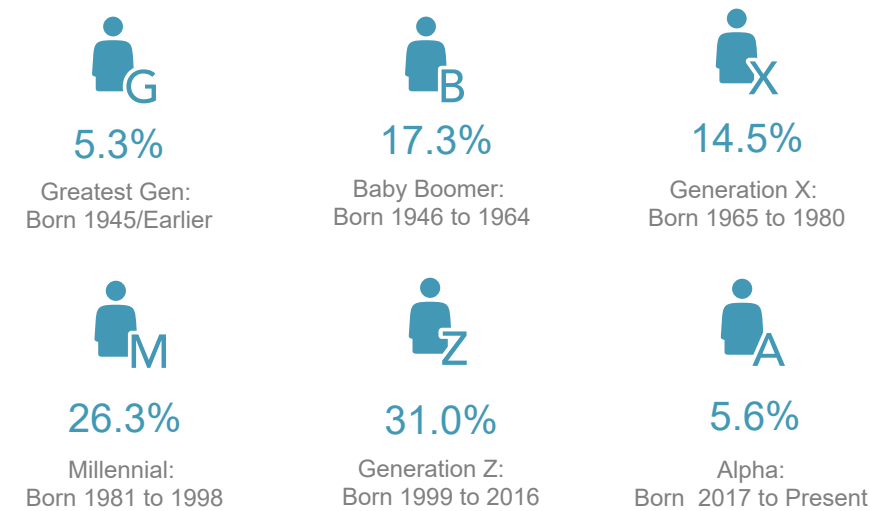 G
B
X
5.3%
17.3%
14.5%
Greatest Gen:
Born 1945/Earlier
Baby Boomer:
Born 1946 to 1964
Generation X:
Born 1965 to 1980
M
Z
A
26.3%
31.0%
5.6%
Millennial:
Born 1981 to 1998
Generation Z:
Born 1999 to 2016
Alpha:
Born  2017 to Present